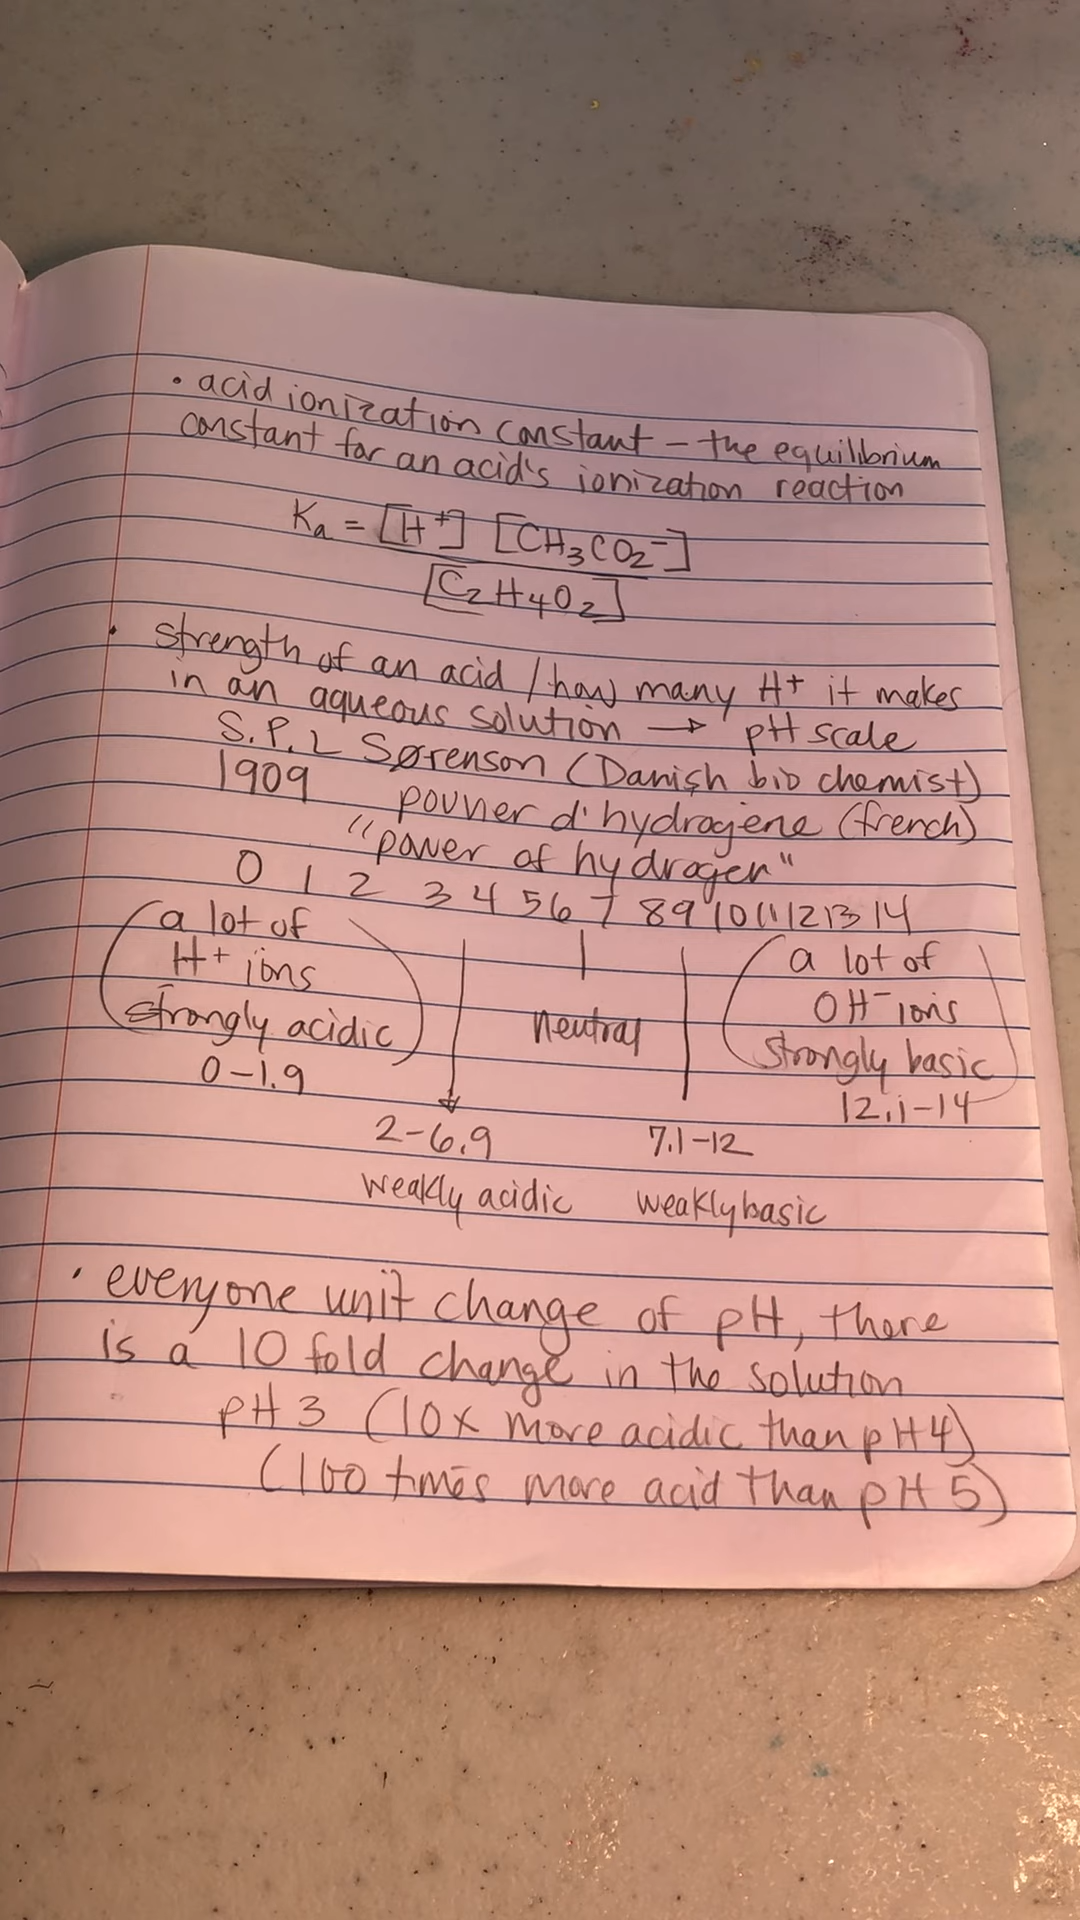 • acid ionization constant – the equilibrium
constant for an acid's ionization reaction
Ka = [H⁺] [CH₃CO₂⁻]
[C₂H₄O₂]
• strength of an acid / how many H⁺ it makes
in an aqueous solution → pH scale
S.P.L Sørenson (Danish bio chemist)
1909 pouver d'hydrogène (french)
"power of hydrogen"
0 1 2 3 4 5 6 7 8 9 10 11 12 13 14
a lot of
H⁺ ions
strongly acidic
0–1.9
2–6.9
weakly acidic
neutral
7.1–12
weakly basic
a lot of
OH⁻ ions
strongly basic
12.1–14
• everyone unit change of pH, there
is a 10 fold change in the solution
pH 3 (10x more acidic than pH 4)
(100 times more acid than pH 5)